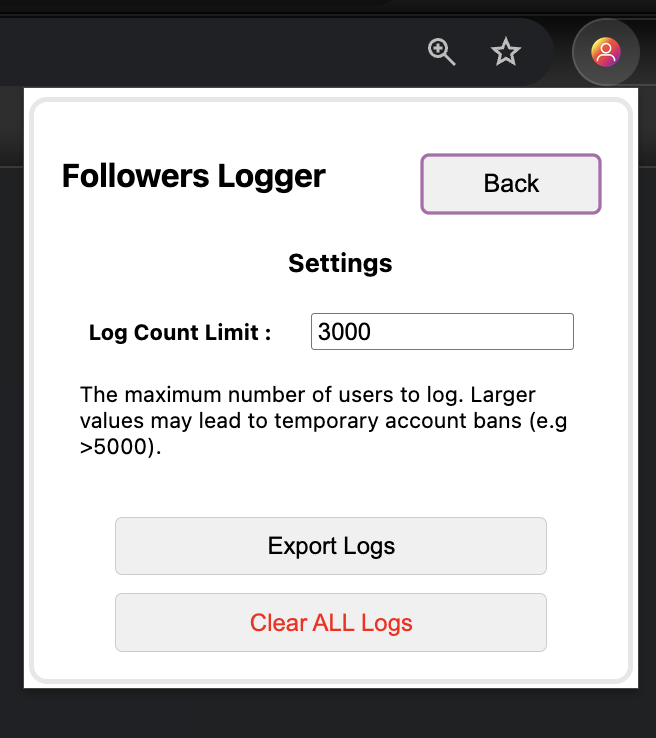 Followers Logger
Back
Settings
Log Count Limit :
3000
The maximum number of users to log. Larger
values may lead to temporary account bans (e.g
>5000).
Export Logs
Clear ALL Logs